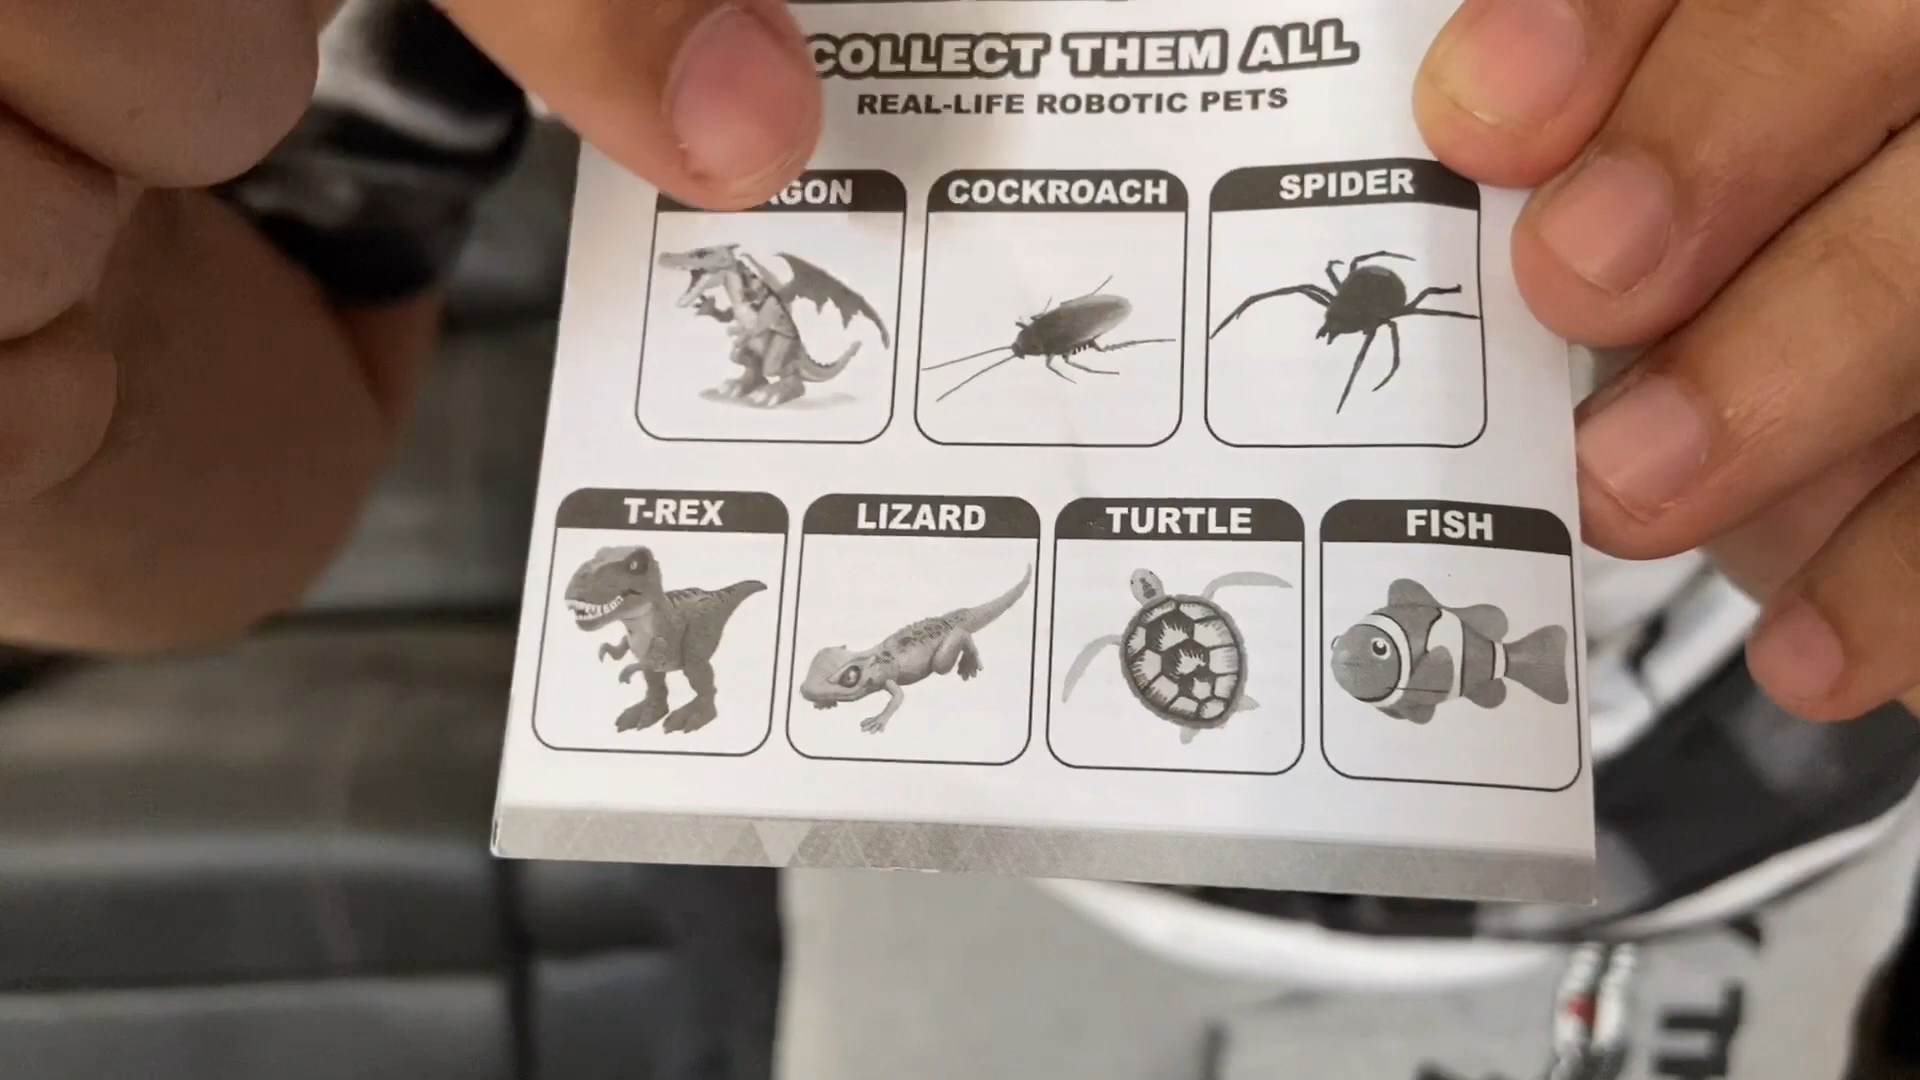 COLLECT THEM ALL
REAL-LIFE ROBOTIC PETS
COCKROACH
SPIDER
T-REX
LIZARD
TURTLE
FISH